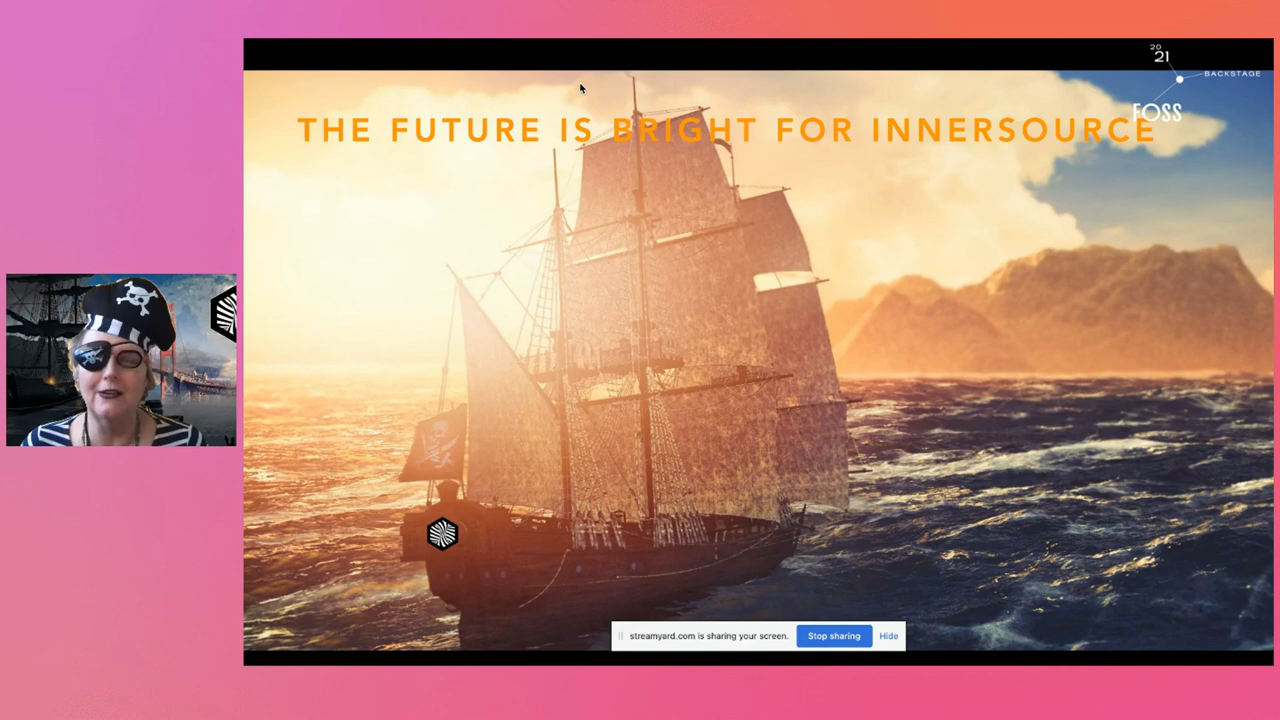 20
21
BACKSTAGE
FOSS
THE FUTURE IS BRIGHT FOR INNERSOURCE
streamyard.com is sharing your screen. Stop sharing Hide